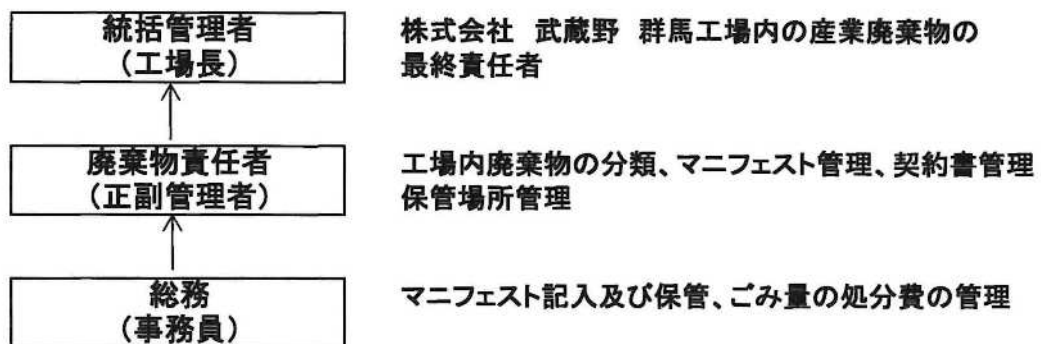 統括管理者
(工場長)
株式会社 武蔵野 群馬工場内の産業廃棄物の
最終責任者
廃棄物責任者
(正副管理者)
工場内廃棄物の分類、マニフェスト管理、契約書管理
保管場所管理
総務
(事務員)
マニフェスト記入及び保管、ごみ量の処分費の管理